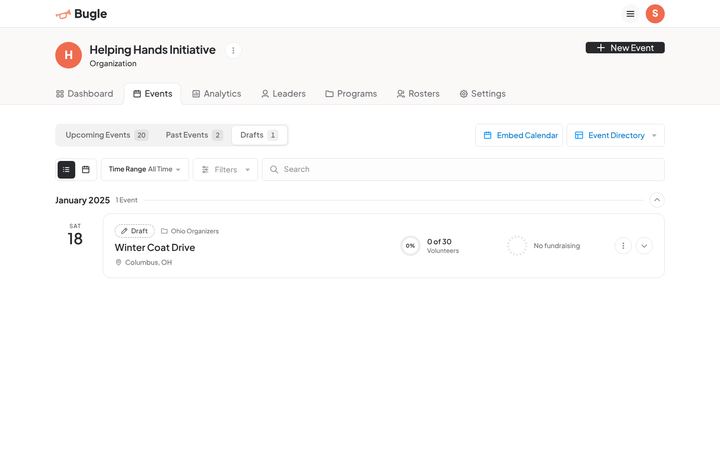 Bugle
S
H
Helping Hands Initiative
Organization
New Event
Dashboard
Events
Analytics
Leaders
Programs
Rosters
Settings
Upcoming Events 20
Past Events 2
Drafts 1
Embed Calendar
Event Directory
Time Range All Time
Filters
Search
January 2025 1 Event
SAT
18
Draft
Ohio Organizers
Winter Coat Drive
Columbus, OH
0%
0 of 30
Volunteers
No fundraising